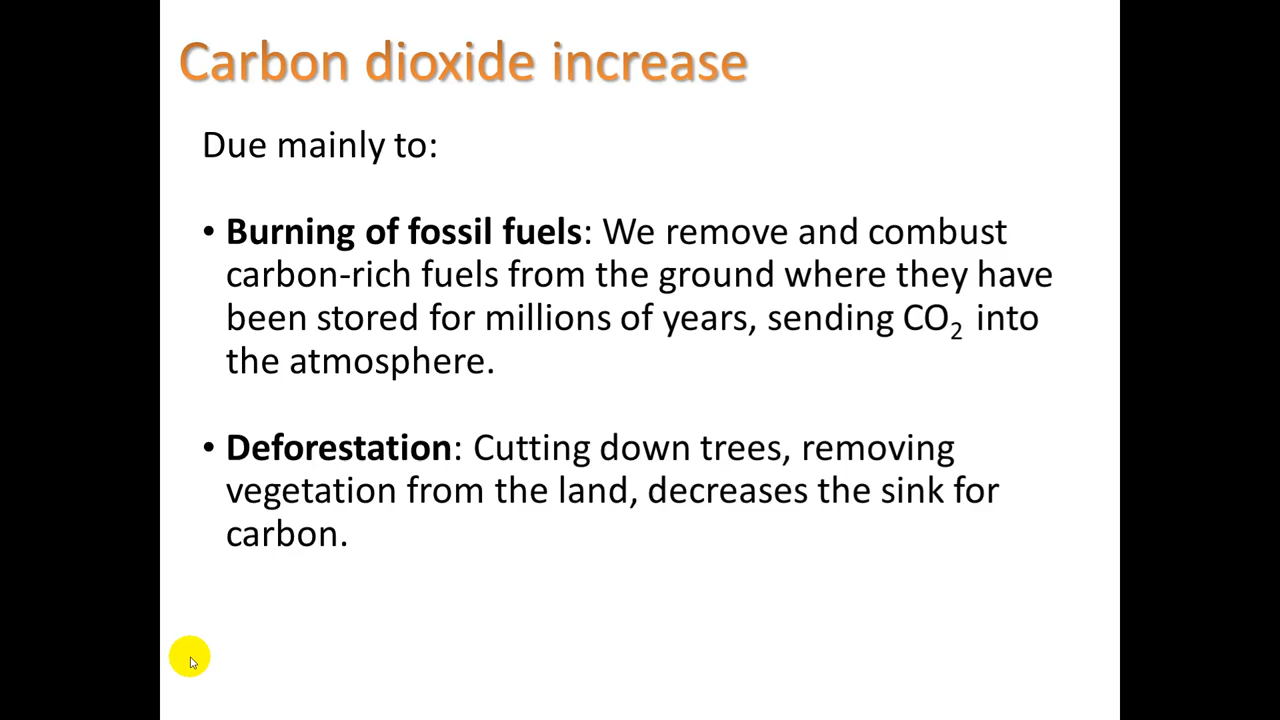 Carbon dioxide increase
Due mainly to:
• Burning of fossil fuels: We remove and combust
carbon-rich fuels from the ground where they have
been stored for millions of years, sending CO₂ into
the atmosphere.
• Deforestation: Cutting down trees, removing
vegetation from the land, decreases the sink for
carbon.